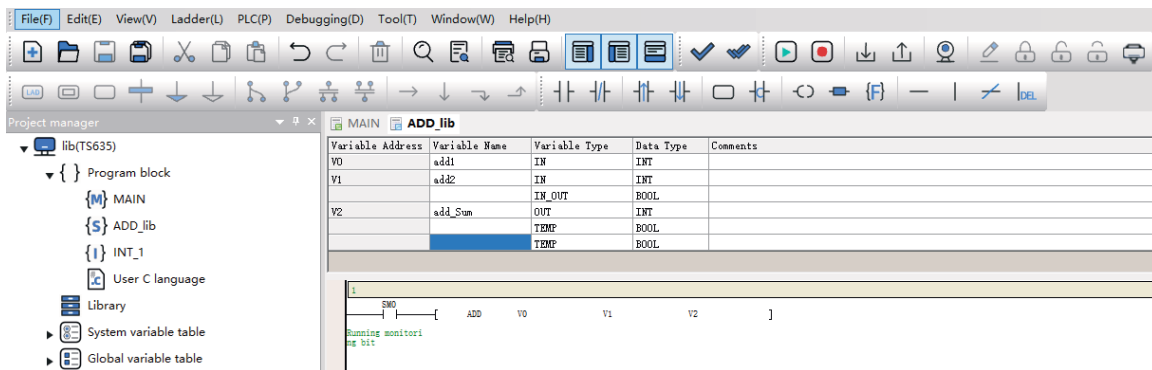 File(F) Edit(E) View(V) Ladder(L) PLC(P) Debugging(D) Tool(T) Window(W) Help(H)
LAD {F} DEL
Project manager
lib(TS635)
{ } Program block
{M} MAIN
{S} ADD_lib
{I} INT_1
User C language
Library
System variable table
Global variable table
MAIN ADD_lib
Variable Address Variable Name Variable Type Data Type Comments
V0 add1 IN INT
V1 add2 IN INT
IN_OUT BOOL
V2 add_Sum OUT INT
TEMP BOOL
TEMP BOOL
1
SM0
[ ADD V0 V1 V2 ]
Running monitori
ng bit